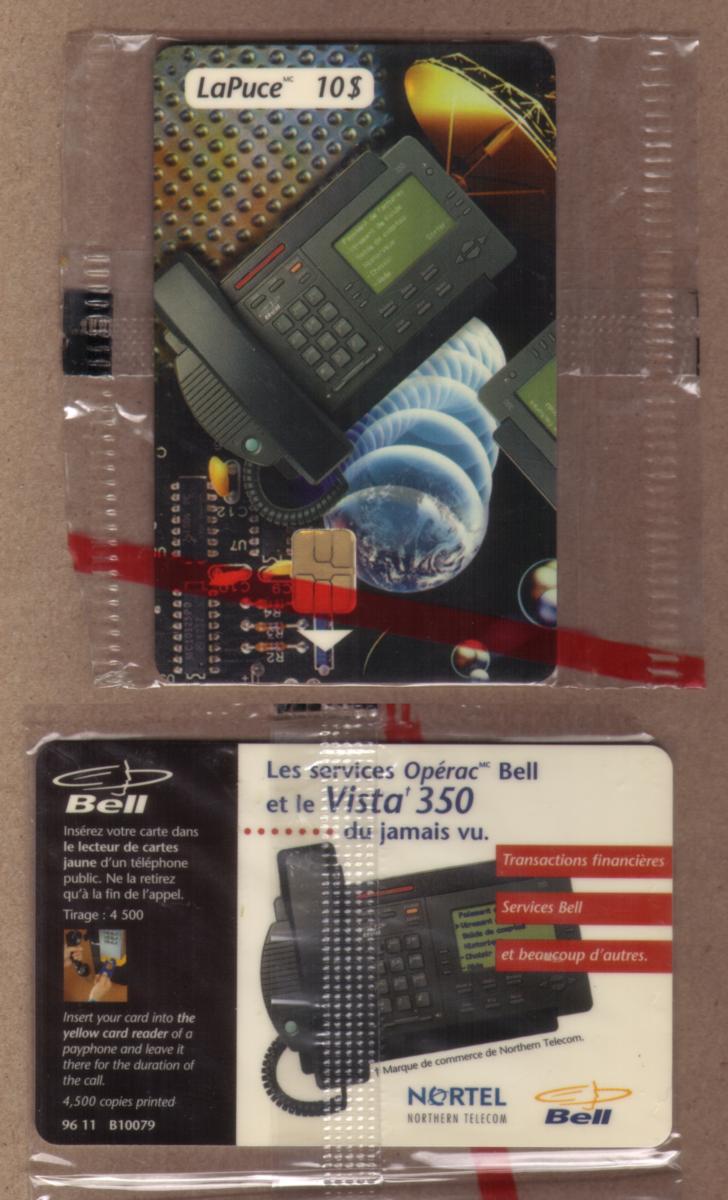 LaPuce MC 10$
C12
U7
Bell
Insérez votre carte dans
le lecteur de cartes
jaune d'un téléphone
public. Ne la retirez
qu'à la fin de l'appel.
Tirage : 4 500
Insert your card into the
yellow card reader of a
payphone and leave it
there for the duration of
the call.
4,500 copies printed
96 11 B10079
Les services Opérac MC Bell
et le Vista† 350
du jamais vu.
Transactions financières
Services Bell
et beaucoup d'autres.
† Marque de commerce de Northern Telecom.
NORTEL
NORTHERN TELECOM
Bell